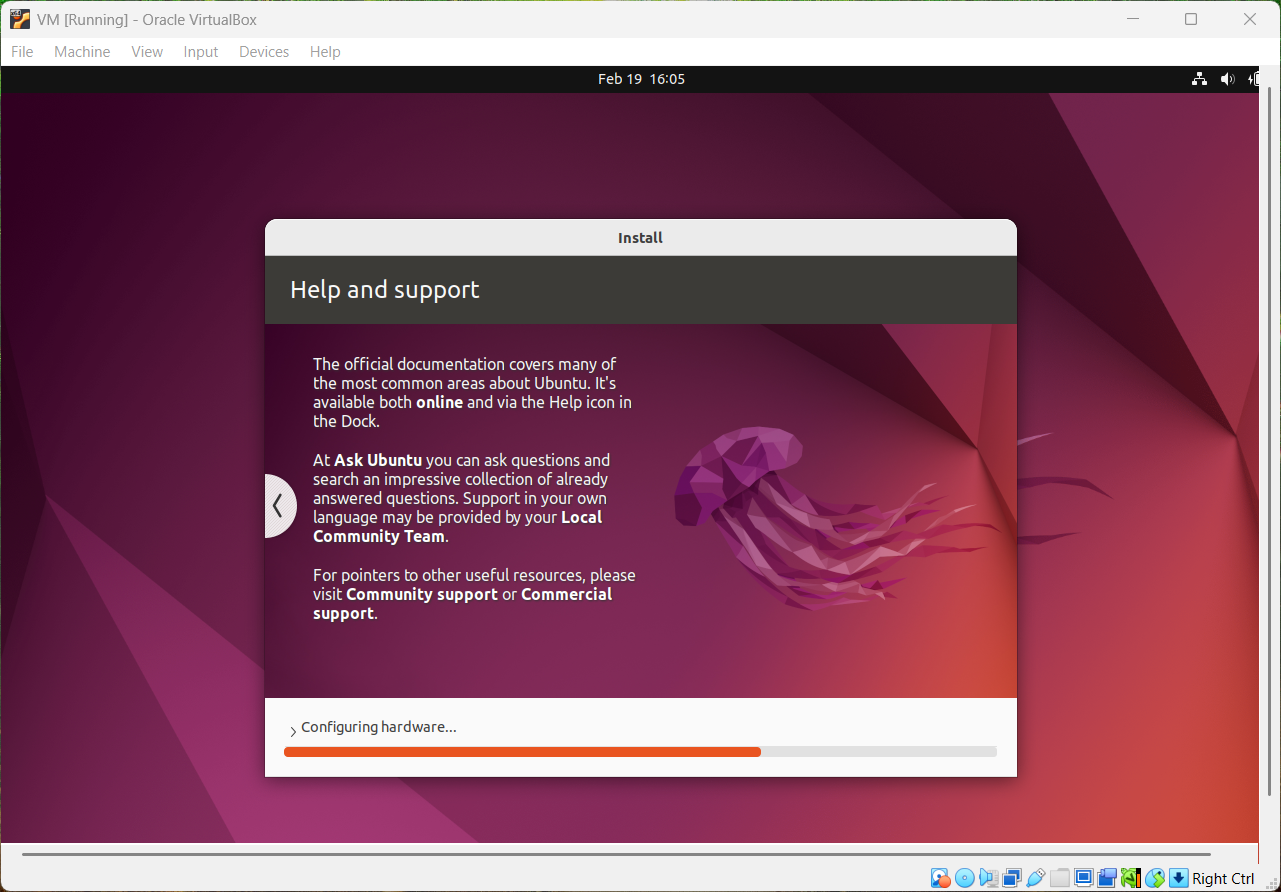 VM [Running] - Oracle VirtualBox
File Machine View Input Devices Help
Feb 19 16:05
Install
Help and support
The official documentation covers many of
the most common areas about Ubuntu. It's
available both online and via the Help icon in
the Dock.
At Ask Ubuntu you can ask questions and
search an impressive collection of already
answered questions. Support in your own
language may be provided by your Local
Community Team.
For pointers to other useful resources, please
visit Community support or Commercial
support.
Configuring hardware...
Right Ctrl